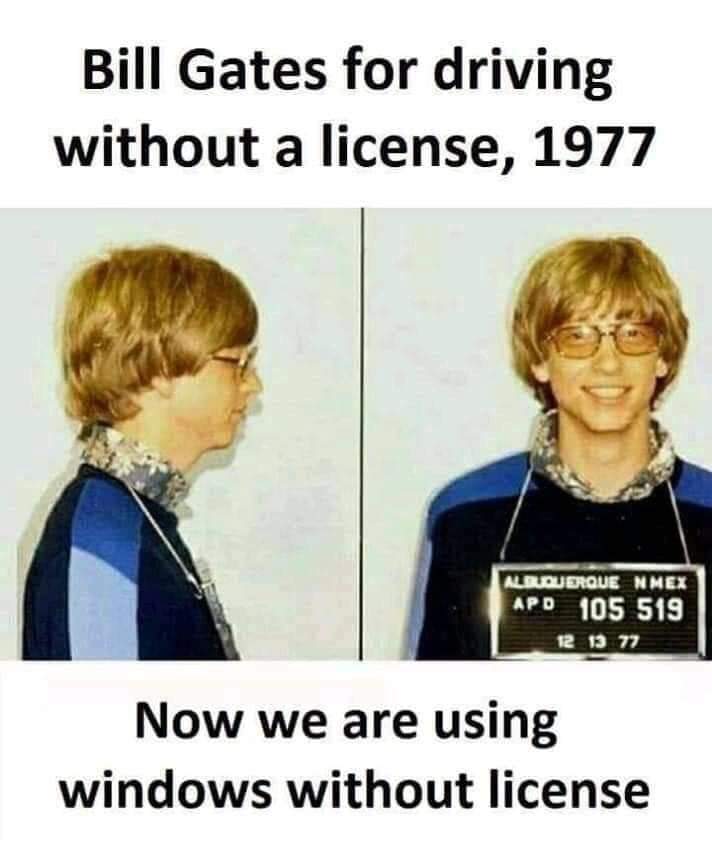 Bill Gates for driving
without a license, 1977
ALBUQUERQUE N MEX
APD 105 519
12 13 77
Now we are using
windows without license